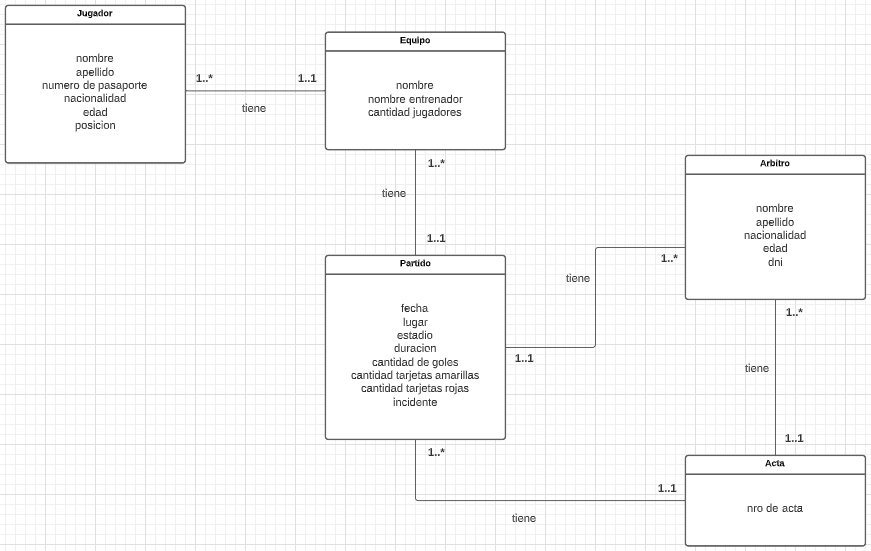 Jugador
nombre
apellido
numero de pasaporte
nacionalidad
edad
posicion
1..*
1..1
tiene
Equipo
nombre
nombre entrenador
cantidad jugadores
1..*
tiene
1..1
Partido
fecha
lugar
estadio
duracion
cantidad de goles
cantidad tarjetas amarillas
cantidad tarjetas rojas
incidente
Arbitro
nombre
apellido
nacionalidad
edad
dni
1..*
tiene
1..1
1..*
tiene
1..1
Acta
nro de acta
1..*
1..1
tiene